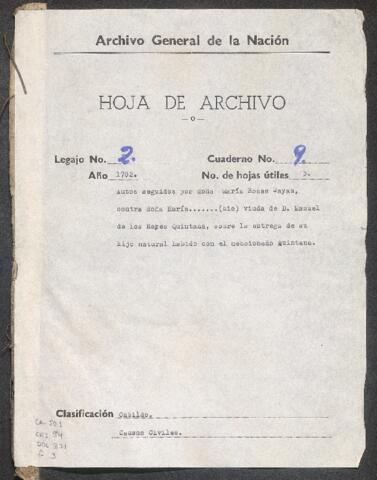 Archivo General de la Nación
HOJA DE ARCHIVO
—o—
Legajo No. 2. Cuaderno No. 9.
Año 1702. No. de hojas útiles 3.
Autos seguidos por doña María Rosas
contra doña María.......(sic) viuda de D. Manuel
de los Reyes Quintana, sobre la entrega de su
hijo natural habido con el mencionado Quintana.
Clasificación Cabildo.
Causas Civiles.